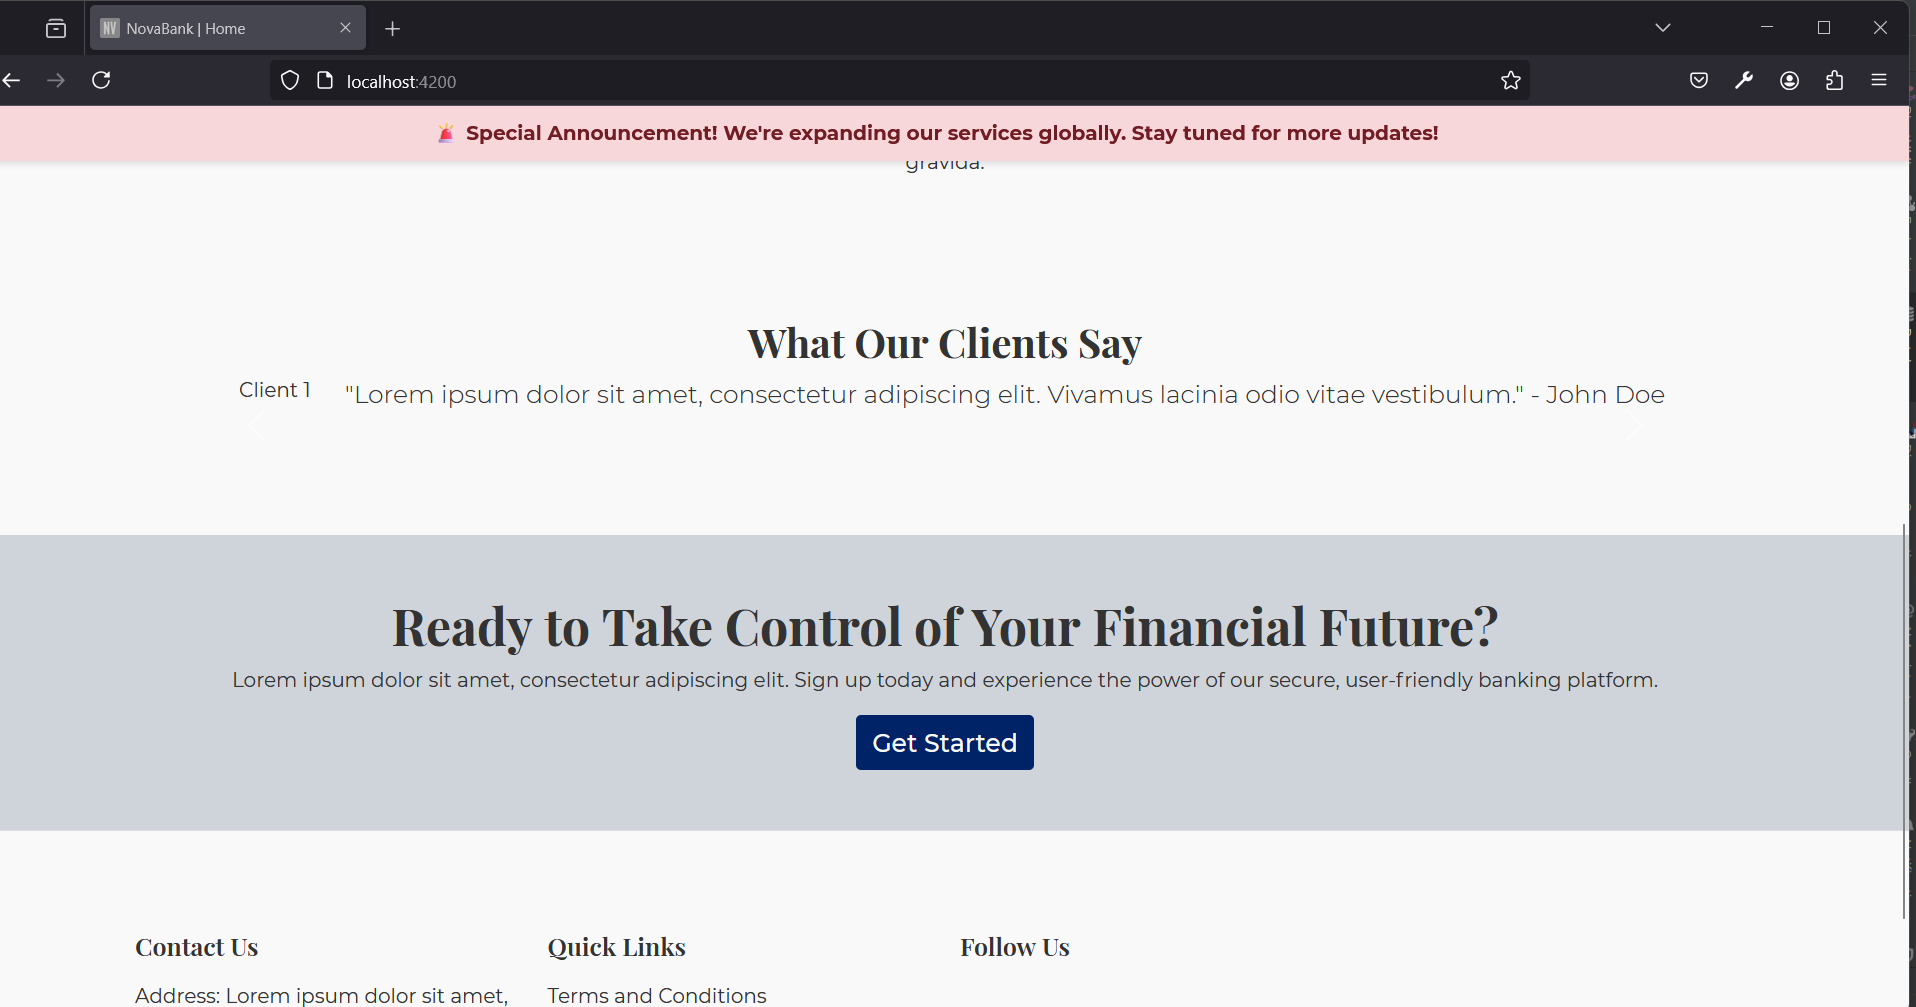 NV NovaBank | Home
localhost:4200
Special Announcement! We're expanding our services globally. Stay tuned for more updates!
gravida.
What Our Clients Say
Client 1
"Lorem ipsum dolor sit amet, consectetur adipiscing elit. Vivamus lacinia odio vitae vestibulum." - John Doe
Ready to Take Control of Your Financial Future?
Lorem ipsum dolor sit amet, consectetur adipiscing elit. Sign up today and experience the power of our secure, user-friendly banking platform.
Get Started
Contact Us
Address: Lorem ipsum dolor sit amet,
Quick Links
Terms and Conditions
Follow Us